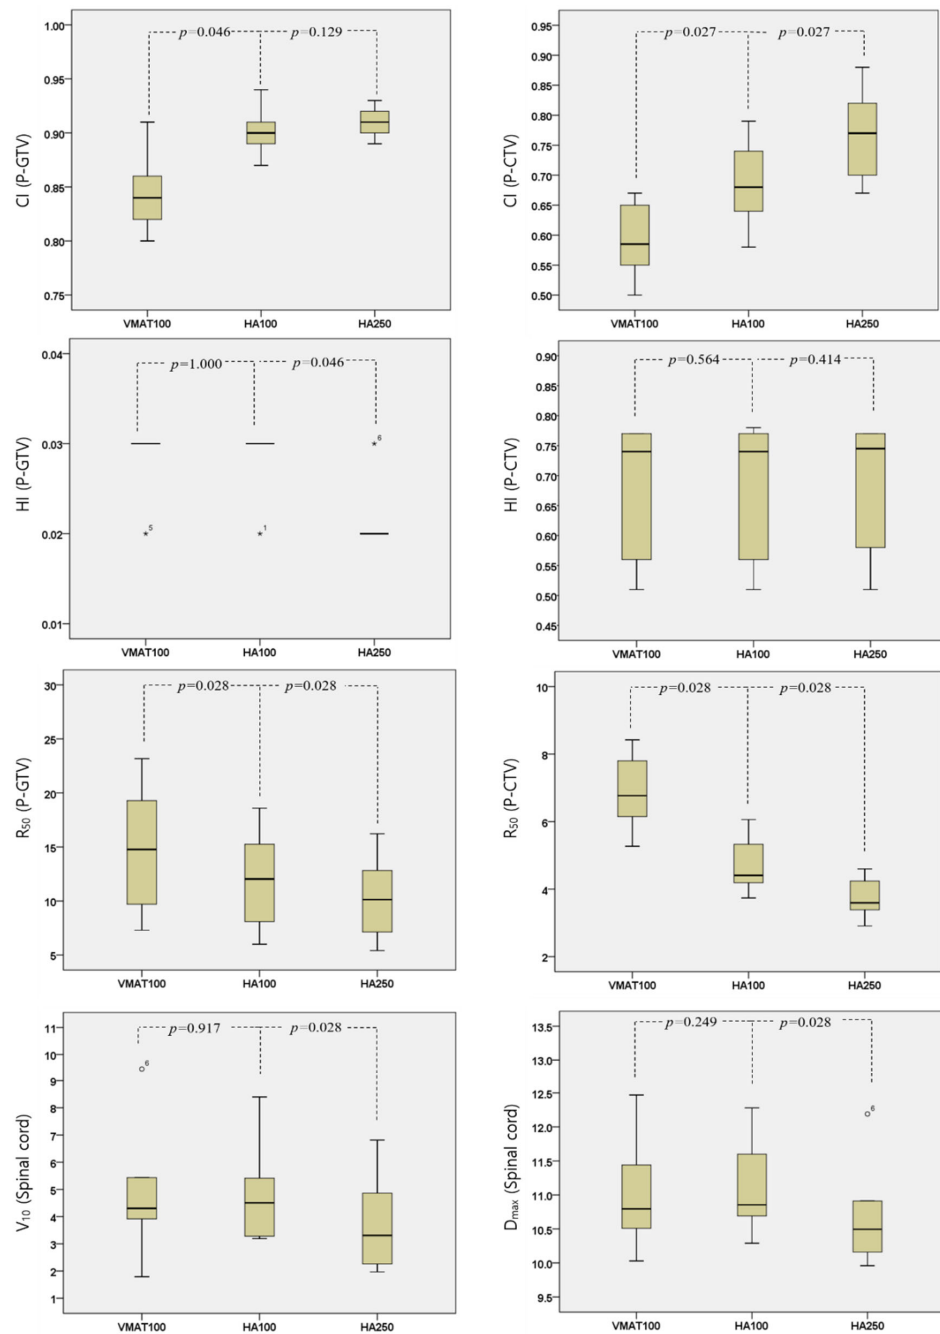 CI (P-GTV)
1.00
0.95
0.90
0.85
0.80
0.75
p=0.046
p=0.129
VMAT100 HA100 HA250
CI (P-CTV)
0.95
0.90
0.85
0.80
0.75
0.70
0.65
0.60
0.55
0.50
p=0.027
p=0.027
VMAT100 HA100 HA250
HI (P-GTV)
0.04
0.03
0.02
0.01
p=1.000
p=0.046
*5
*1
*6
VMAT100 HA100 HA250
HI (P-CTV)
0.90
0.85
0.80
0.75
0.70
0.65
0.60
0.55
0.50
0.45
p=0.564
p=0.414
VMAT100 HA100 HA250
R50 (P-GTV)
30
25
20
15
10
5
p=0.028
p=0.028
VMAT100 HA100 HA250
R50 (P-CTV)
10
8
6
4
2
p=0.028
p=0.028
VMAT100 HA100 HA250
V10 (Spinal cord)
11
10
9
8
7
6
5
4
3
2
1
p=0.917
p=0.028
6
VMAT100 HA100 HA250
Dmax (Spinal cord)
13.5
13.0
12.5
12.0
11.5
11.0
10.5
10.0
9.5
p=0.249
p=0.028
6
VMAT100 HA100 HA250